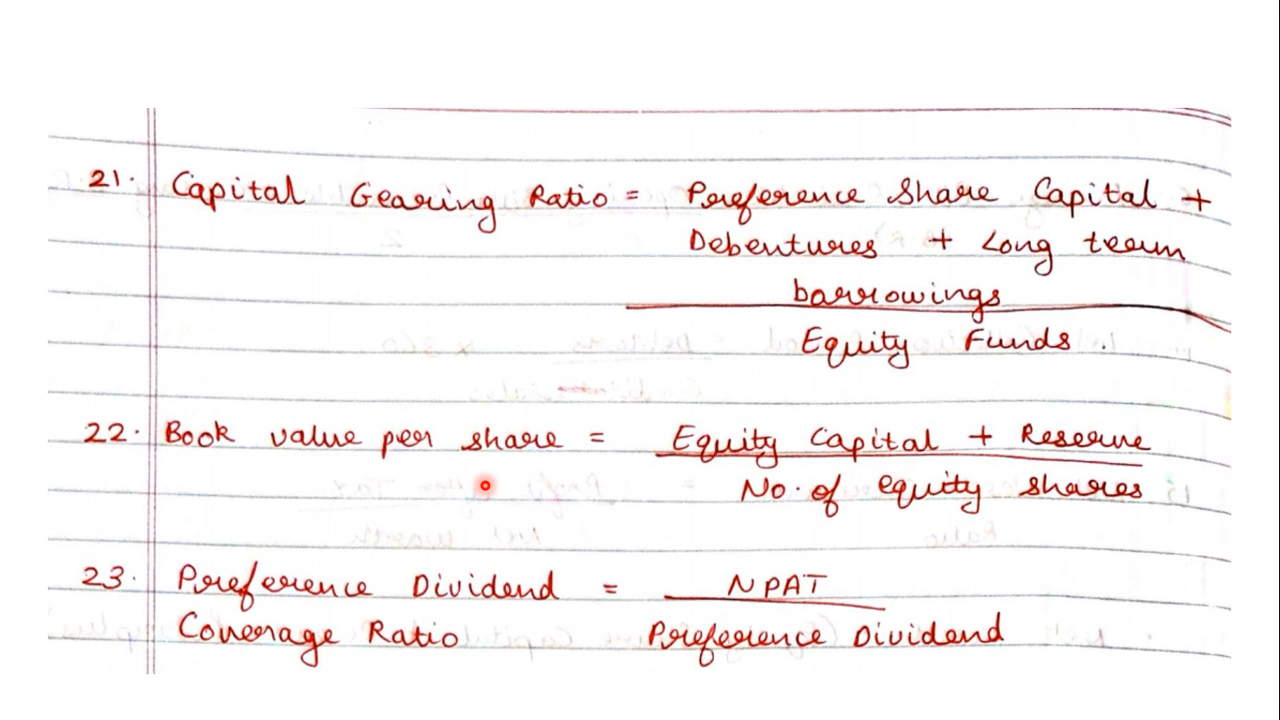 21. Capital Gearing Ratio = Preference Share Capital +
Debentures + Long term
barrowings
Equity Funds.
22. Book value per share = Equity Capital + Reserve
No. of equity shares
23. Preference Dividend = NPAT
Coverage Ratio Preference Dividend